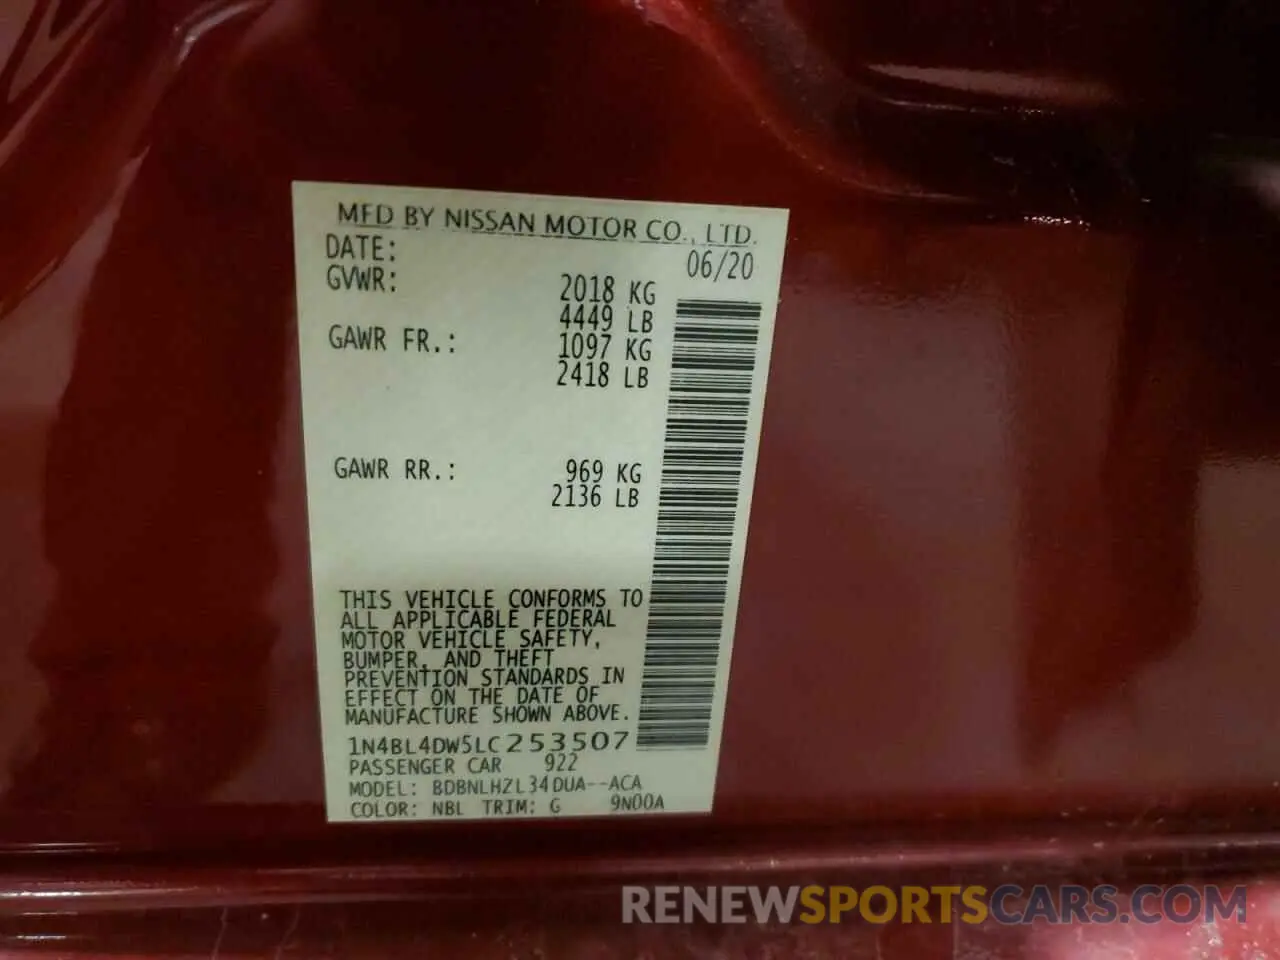 MFD BY NISSAN MOTOR CO., LTD.
DATE: 06/20
GVWR: 2018 KG
4449 LB
GAWR FR.: 1097 KG
2418 LB
GAWR RR.: 969 KG
2136 LB
THIS VEHICLE CONFORMS TO
ALL APPLICABLE FEDERAL
MOTOR VEHICLE SAFETY,
BUMPER, AND THEFT
PREVENTION STANDARDS IN
EFFECT ON THE DATE OF
MANUFACTURE SHOWN ABOVE.
1N4BL4DW5LC253507
PASSENGER CAR 922
MODEL: BDBNLHZL34DUA--ACA
COLOR: NBL TRIM: G 9N00A
RENEWSPORTSCARS.COM